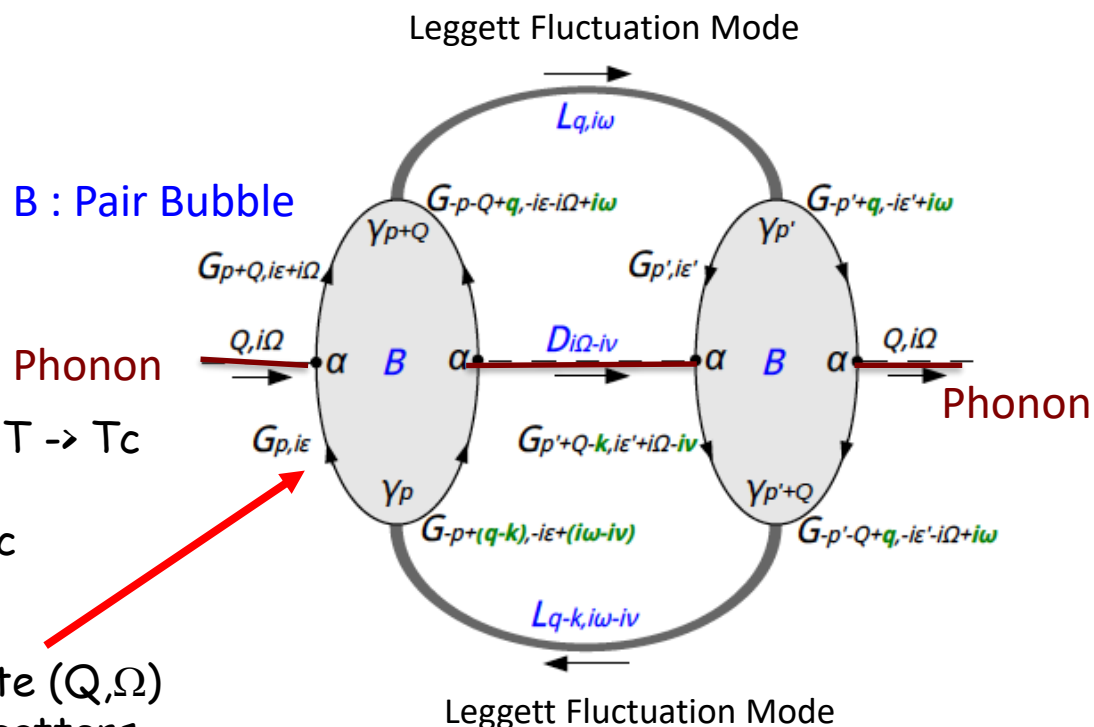 Leggett Fluctuation Mode
Lq,iω
B : Pair Bubble
G-p-Q+q,-iε-iΩ+iω
G-p'+q,-iε'+iω
γp+Q
γp'
Gp+Q,iε+iΩ
Gp',iε'
Q,iΩ
DiΩ-iν
Q,iΩ
Phonon
α
B
α
α
B
α
Phonon
T -> Tc
Gp,iε
Gp'+Q-k,iε'+iΩ-iν
γp
γp'+Q
c
G-p+(q-k),-iε+(iω-iν)
G-p'-Q+q,-iε'-iΩ+iω
Lq-k,iω-iν
te (Q,Ω)
Leggett Fluctuation Mode